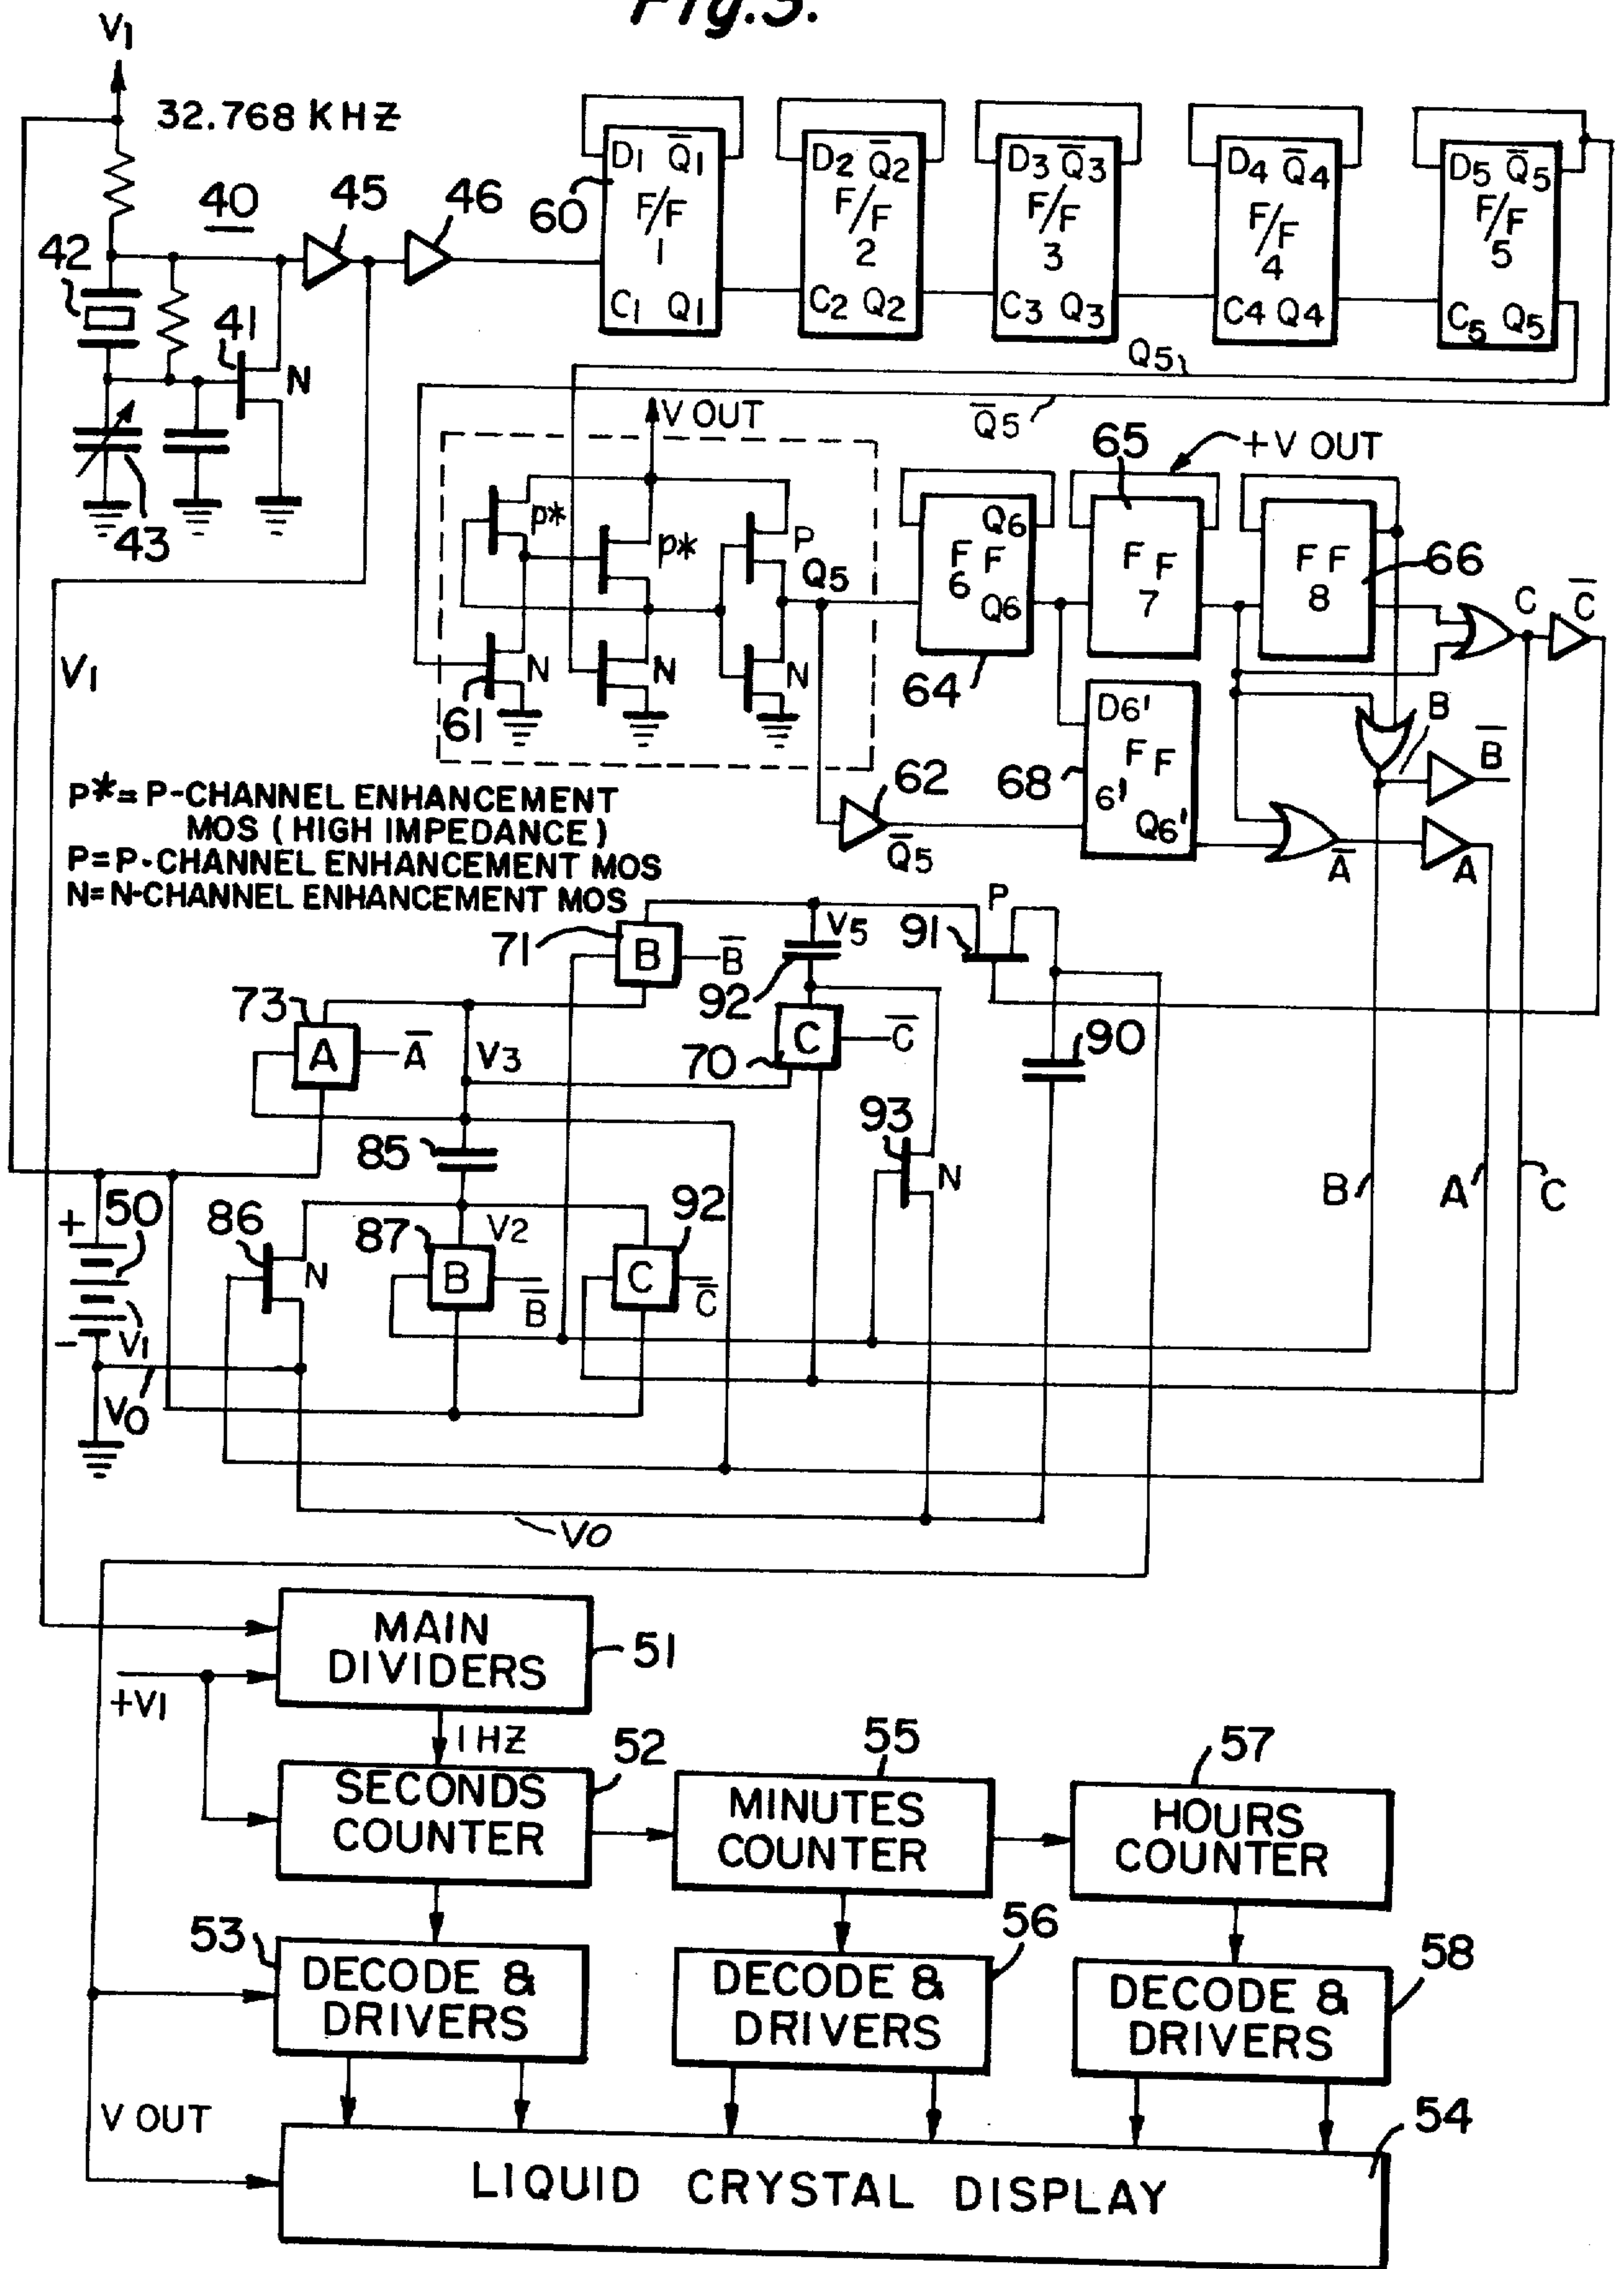 Fig.3.
V1
32.768 KHZ
40
45
46
42
41
N
43
60
D1 Q̅1
F/F
1
C1 Q1
D2 Q̅2
F/F
2
C2 Q2
D3 Q̅3
F/F
3
C3 Q3
D4 Q̅4
F/F
4
C4 Q4
D5 Q̅5
F/F
5
C5 Q5
Q5
Q̅5
V OUT
65
+V OUT
P*
P*
P
Q5
Q6
F F
6
Q6
F F
7
F F
8
66
C
C̅
V1
61
N
N
N
64
D6'
F F
6'
Q6'
68
B
B̅
62
Q̅5
A̅
A
P*= P-CHANNEL ENHANCEMENT
MOS (HIGH IMPEDANCE)
P= P-CHANNEL ENHANCEMENT MOS
N= N-CHANNEL ENHANCEMENT MOS
71
B
B̅
V5
92
91
P
73
A
A̅
V3
70
C
C̅
90
85
93
N
B
A
C
+
50
86
N
V2
87
B
B̅
92
C
C̅
-
V1
V0
V0
MAIN
DIVIDERS
51
+V1
1 HZ
SECONDS
COUNTER
52
MINUTES
COUNTER
55
HOURS
COUNTER
57
53
DECODE &
DRIVERS
DECODE &
DRIVERS
56
DECODE &
DRIVERS
58
V OUT
LIQUID CRYSTAL DISPLAY
54